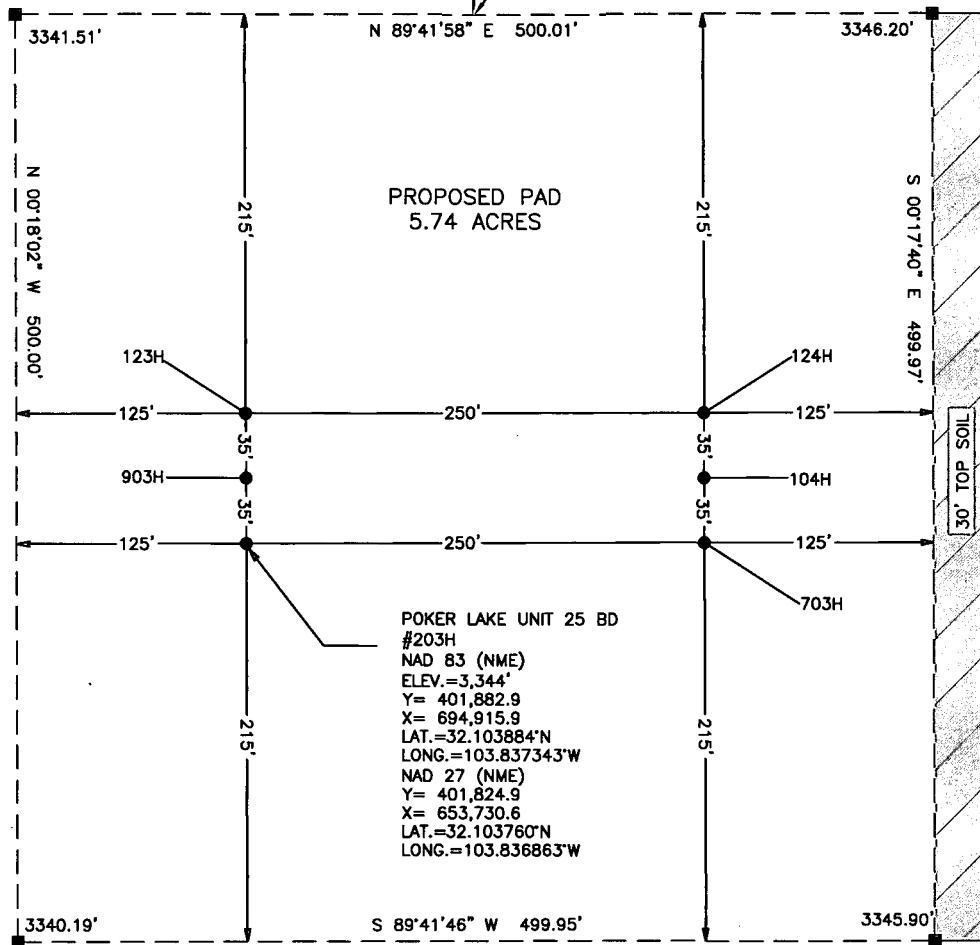 3341.51'
N 89°41'58" E 500.01'
3346.20'
N 00°18'02" W 500.00'
PROPOSED PAD
5.74 ACRES
S 00°17'40" E 499.97'
215'
215'
123H
124H
125'
250'
125'
35'
35'
903H
104H
30' TOP SOIL
35'
35'
125'
250'
125'
703H
POKER LAKE UNIT 25 BD
#203H
NAD 83 (NME)
ELEV.=3,344'
Y= 401,882.9
X= 694,915.9
LAT.=32.103884°N
LONG.=103.837343°W
NAD 27 (NME)
Y= 401,824.9
X= 653,730.6
LAT.=32.103760°N
LONG.=103.836863°W
215'
215'
3340.19'
S 89°41'46" W 499.95'
3345.90'